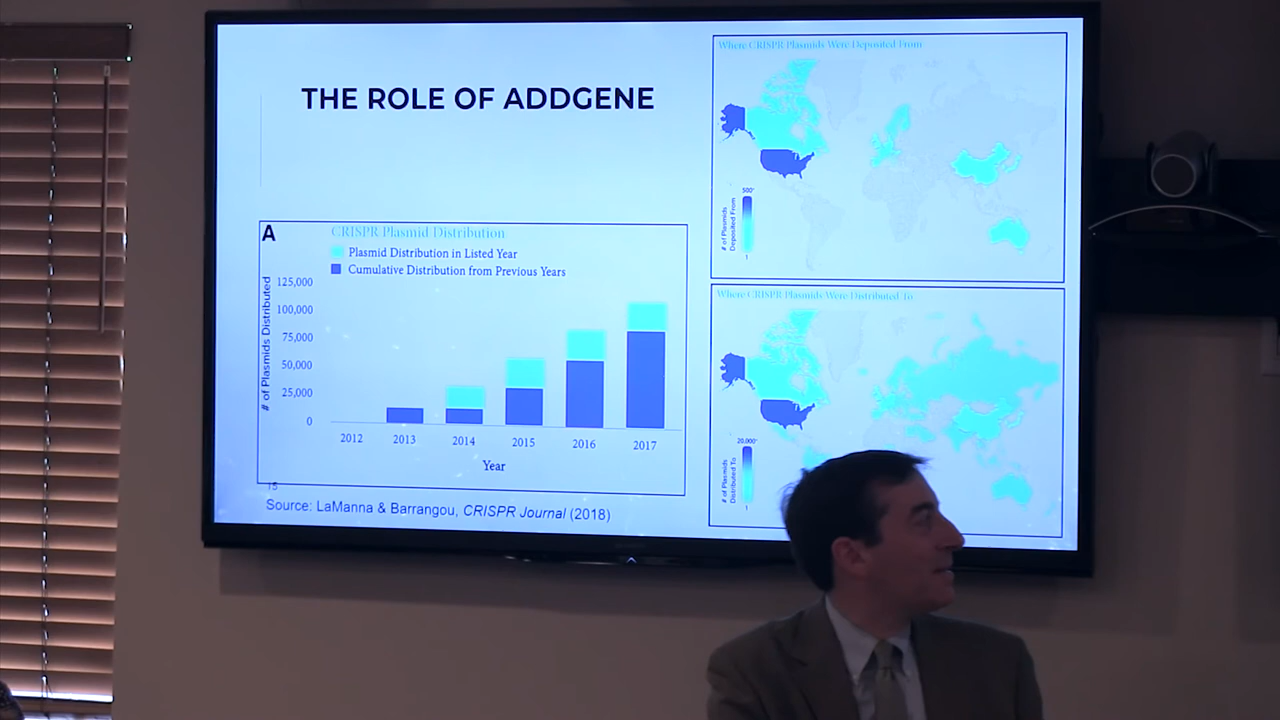 THE ROLE OF ADDGENE
A
CRISPR Plasmid Distribution
Plasmid Distribution in Listed Year
Cumulative Distribution from Previous Years
# of Plasmids Distributed
125,000
100,000
75,000
50,000
25,000
0
2012 2013 2014 2015 2016 2017
Year
15
Source: LaManna & Barrangou, CRISPR Journal (2018)
Where CRISPR Plasmids Were Deposited From
# of Plasmids
Deposited From
500+
1
Where CRISPR Plasmids Were Distributed To
# of Plasmids
Distributed To
20,000+
1